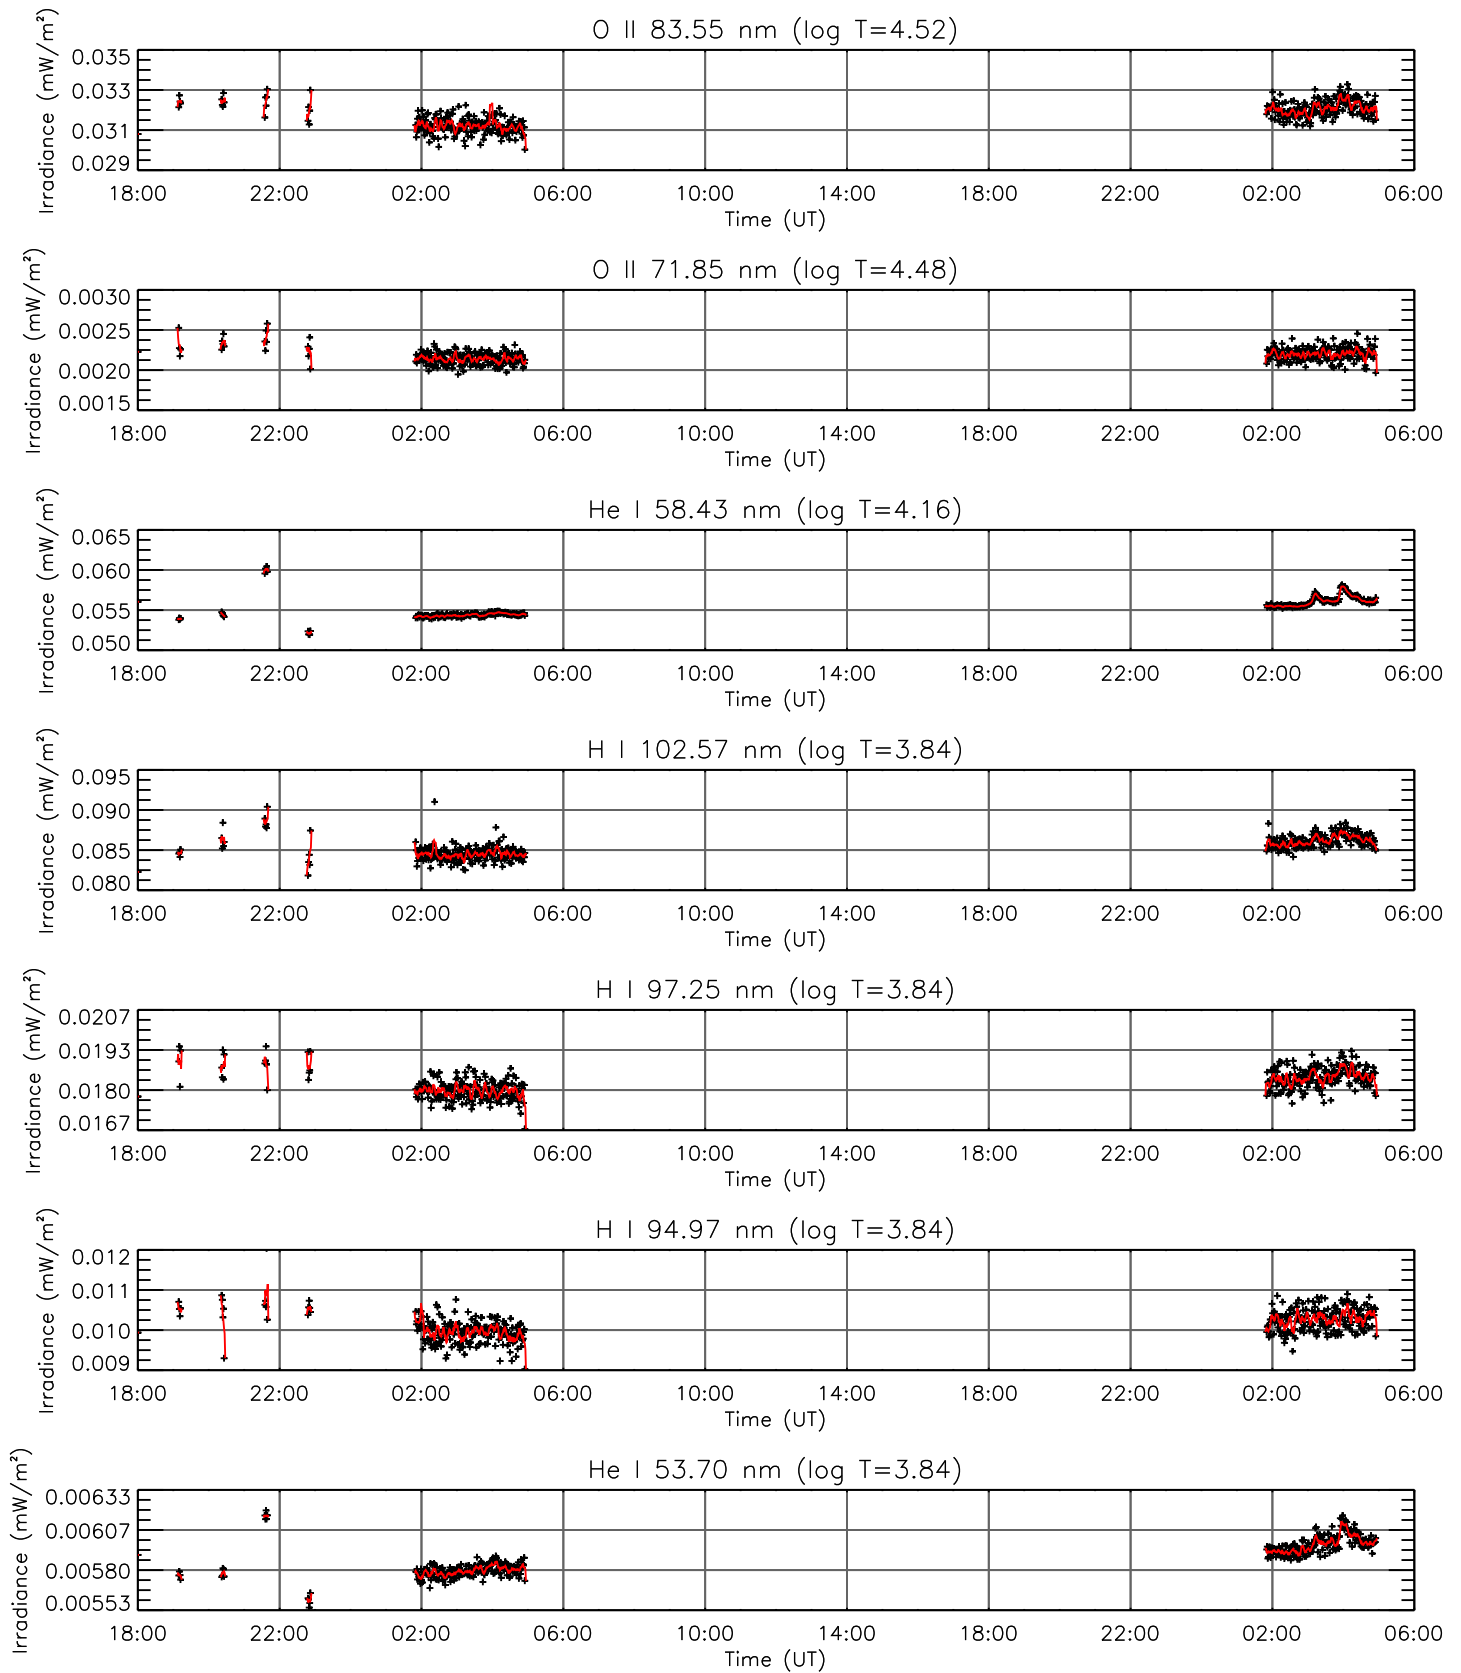 O II 83.55 nm (log T=4.52)
Irradiance (mW/m²)
0.035
0.033
0.031
0.029
18:00 22:00 02:00 06:00 10:00 14:00 18:00 22:00 02:00 06:00
Time (UT)
O II 71.85 nm (log T=4.48)
Irradiance (mW/m²)
0.0030
0.0025
0.0020
0.0015
18:00 22:00 02:00 06:00 10:00 14:00 18:00 22:00 02:00 06:00
Time (UT)
He I 58.43 nm (log T=4.16)
Irradiance (mW/m²)
0.065
0.060
0.055
0.050
18:00 22:00 02:00 06:00 10:00 14:00 18:00 22:00 02:00 06:00
Time (UT)
H I 102.57 nm (log T=3.84)
Irradiance (mW/m²)
0.095
0.090
0.085
0.080
18:00 22:00 02:00 06:00 10:00 14:00 18:00 22:00 02:00 06:00
Time (UT)
H I 97.25 nm (log T=3.84)
Irradiance (mW/m²)
0.0207
0.0193
0.0180
0.0167
18:00 22:00 02:00 06:00 10:00 14:00 18:00 22:00 02:00 06:00
Time (UT)
H I 94.97 nm (log T=3.84)
Irradiance (mW/m²)
0.012
0.011
0.010
0.009
18:00 22:00 02:00 06:00 10:00 14:00 18:00 22:00 02:00 06:00
Time (UT)
He I 53.70 nm (log T=3.84)
Irradiance (mW/m²)
0.00633
0.00607
0.00580
0.00553
18:00 22:00 02:00 06:00 10:00 14:00 18:00 22:00 02:00 06:00
Time (UT)